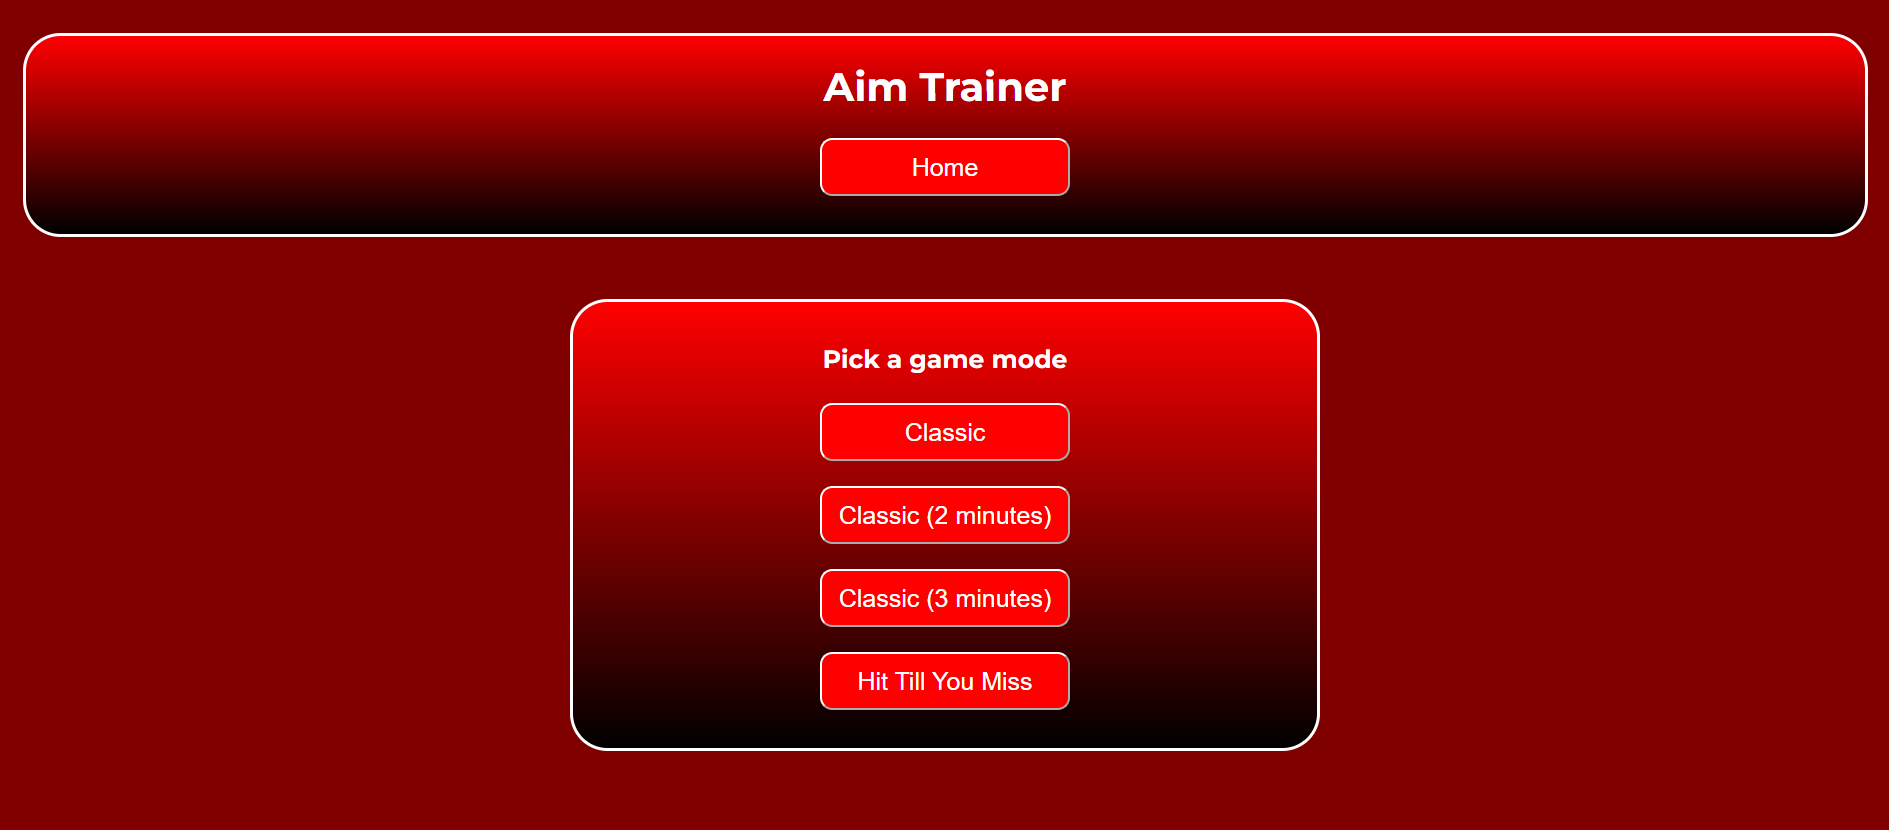 Aim Trainer
Home
Pick a game mode
Classic
Classic (2 minutes)
Classic (3 minutes)
Hit Till You Miss